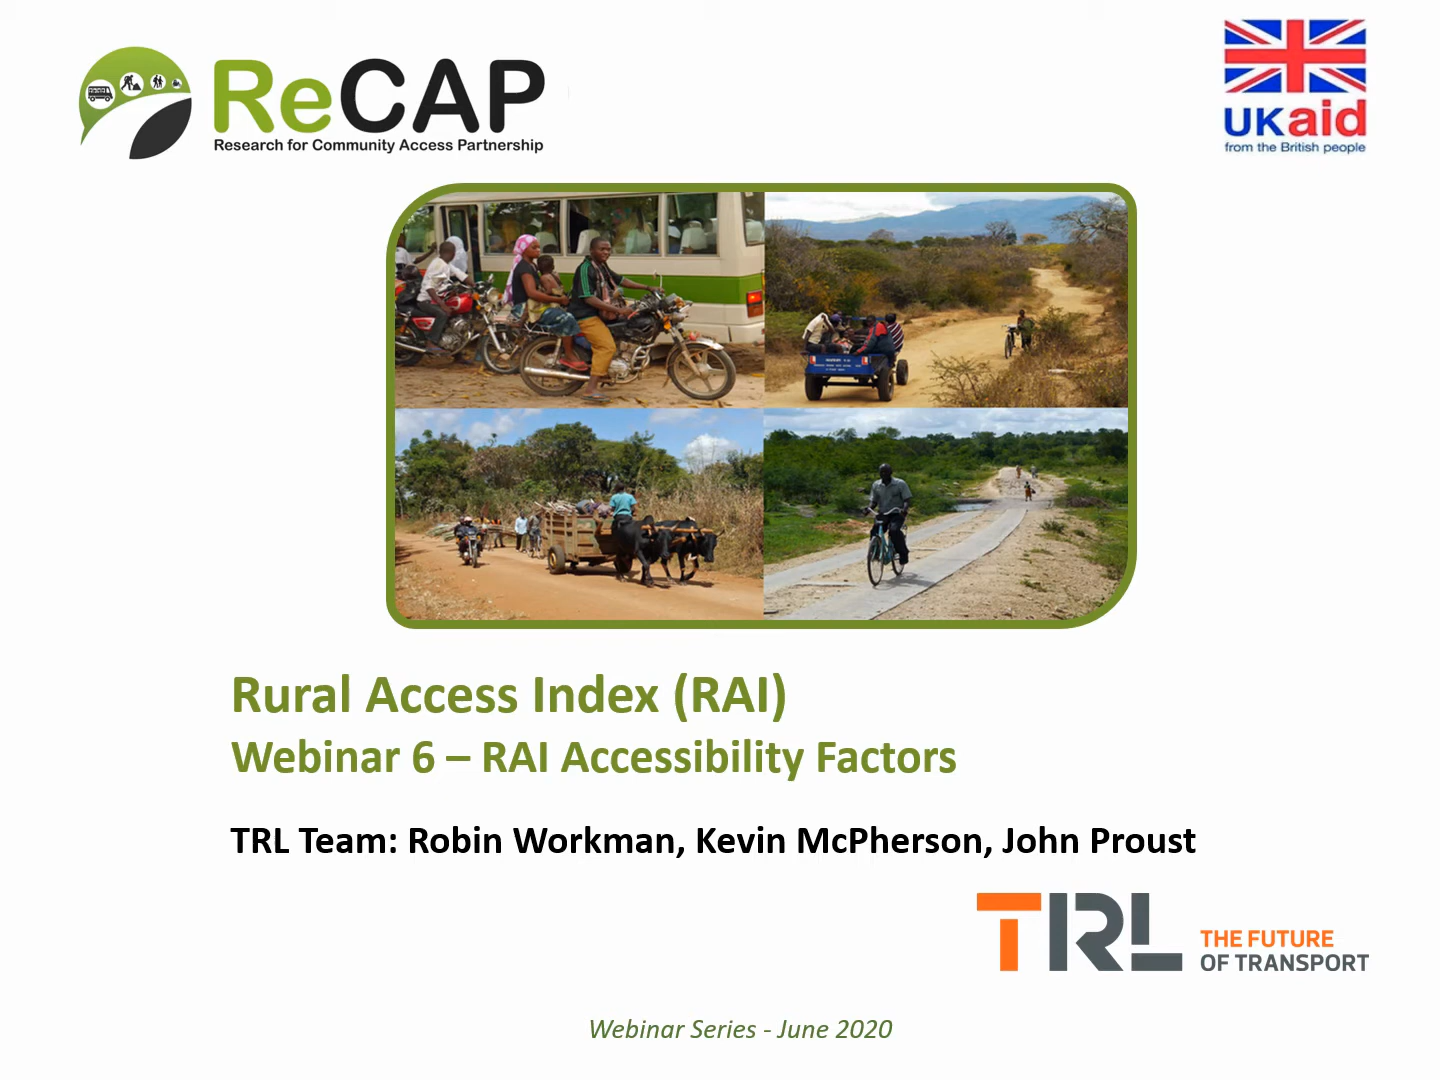 ReCAP
Research for Community Access Partnership
UKaid
from the British people
Rural Access Index (RAI)
Webinar 6 – RAI Accessibility Factors
TRL Team: Robin Workman, Kevin McPherson, John Proust
TRL
THE FUTURE
OF TRANSPORT
Webinar Series - June 2020